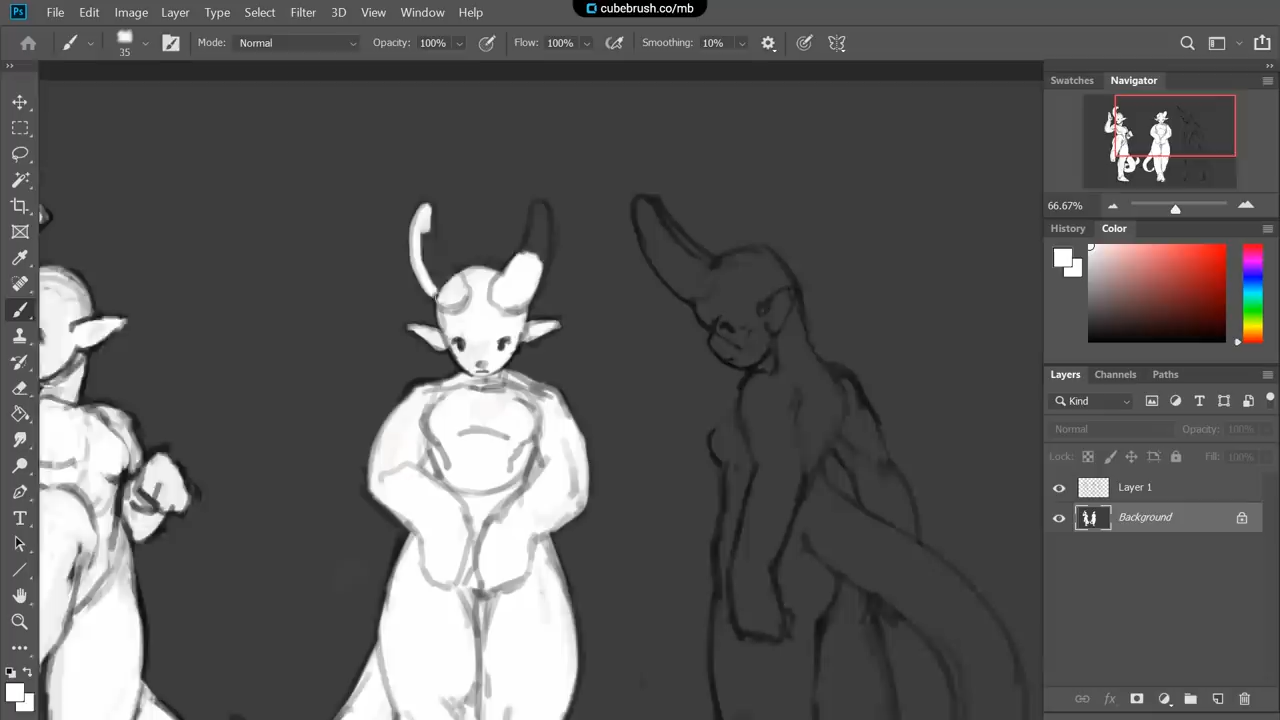 cubebrush.co/mb
Ps File Edit Image Layer Type Select Filter 3D View Window Help
35 Mode: Normal Opacity: 100% Flow: 100% Smoothing: 10%
Swatches Navigator
66.67%
History Color
Layers Channels Paths
Kind
Normal Opacity: 100%
Lock: Fill: 100%
Layer 1
Background